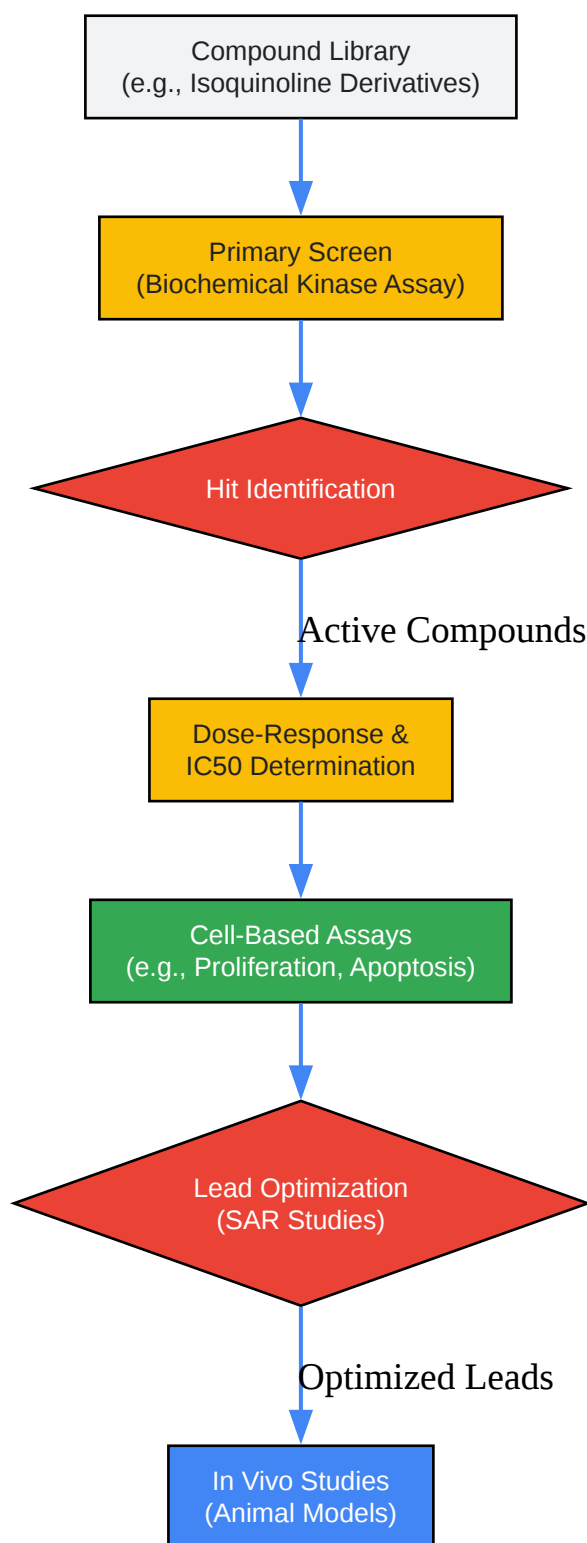 Compound Library
(e.g., Isoquinoline Derivatives)
Primary Screen
(Biochemical Kinase Assay)
Hit Identification
Active Compounds
Dose-Response &
IC50 Determination
Cell-Based Assays
(e.g., Proliferation, Apoptosis)
Lead Optimization
(SAR Studies)
Optimized Leads
In Vivo Studies
(Animal Models)